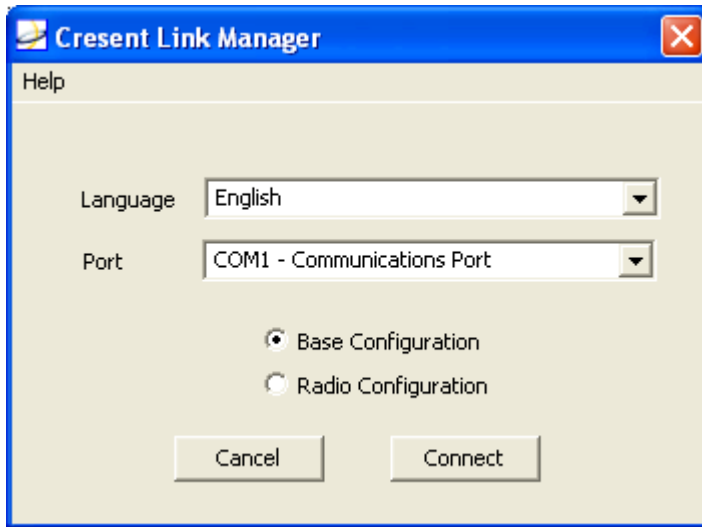 Cresent Link Manager
Help
Language English
Port COM1 - Communications Port
Base Configuration
Radio Configuration
Cancel Connect